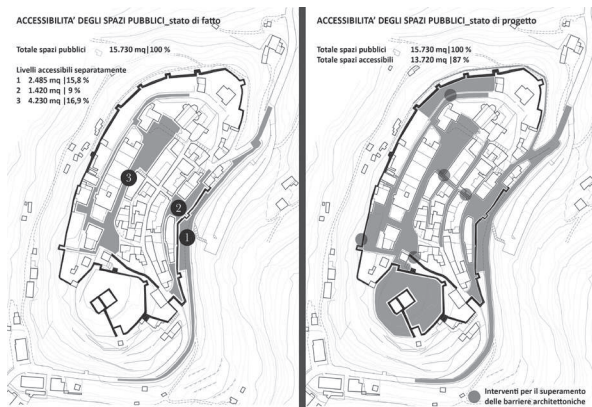 ACCESSIBILITA' DEGLI SPAZI PUBBLICI_stato di fatto
Totale spazi pubblici 15.730 mq|100 %
Livelli accessibili separatamente
1 2.485 mq |15,8 %
2 1.420 mq | 9 %
3 4.230 mq |16,9 %
3
2
1
ACCESSIBILITA' DEGLI SPAZI PUBBLICI_stato di progetto
Totale spazi pubblici 15.730 mq|100 %
Totale spazi accessibili 13.720 mq|87 %
Interventi per il superamento
delle barriere architettoniche